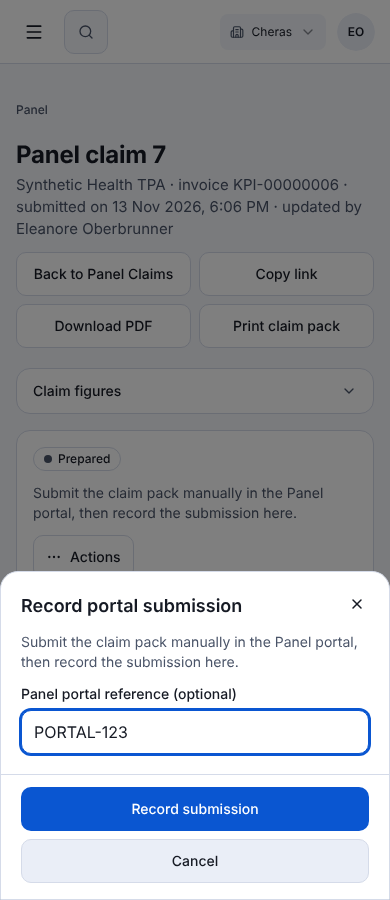 Cheras
EO
Panel
Panel claim 7
Synthetic Health TPA · invoice KPI-00000006 ·
submitted on 13 Nov 2026, 6:06 PM · updated by
Eleanore Oberbrunner
Back to Panel Claims
Copy link
Download PDF
Print claim pack
Claim figures
Prepared
Submit the claim pack manually in the Panel
portal, then record the submission here.
Actions
Record portal submission
Submit the claim pack manually in the Panel portal,
then record the submission here.
Panel portal reference (optional)
PORTAL-123
Record submission
Cancel